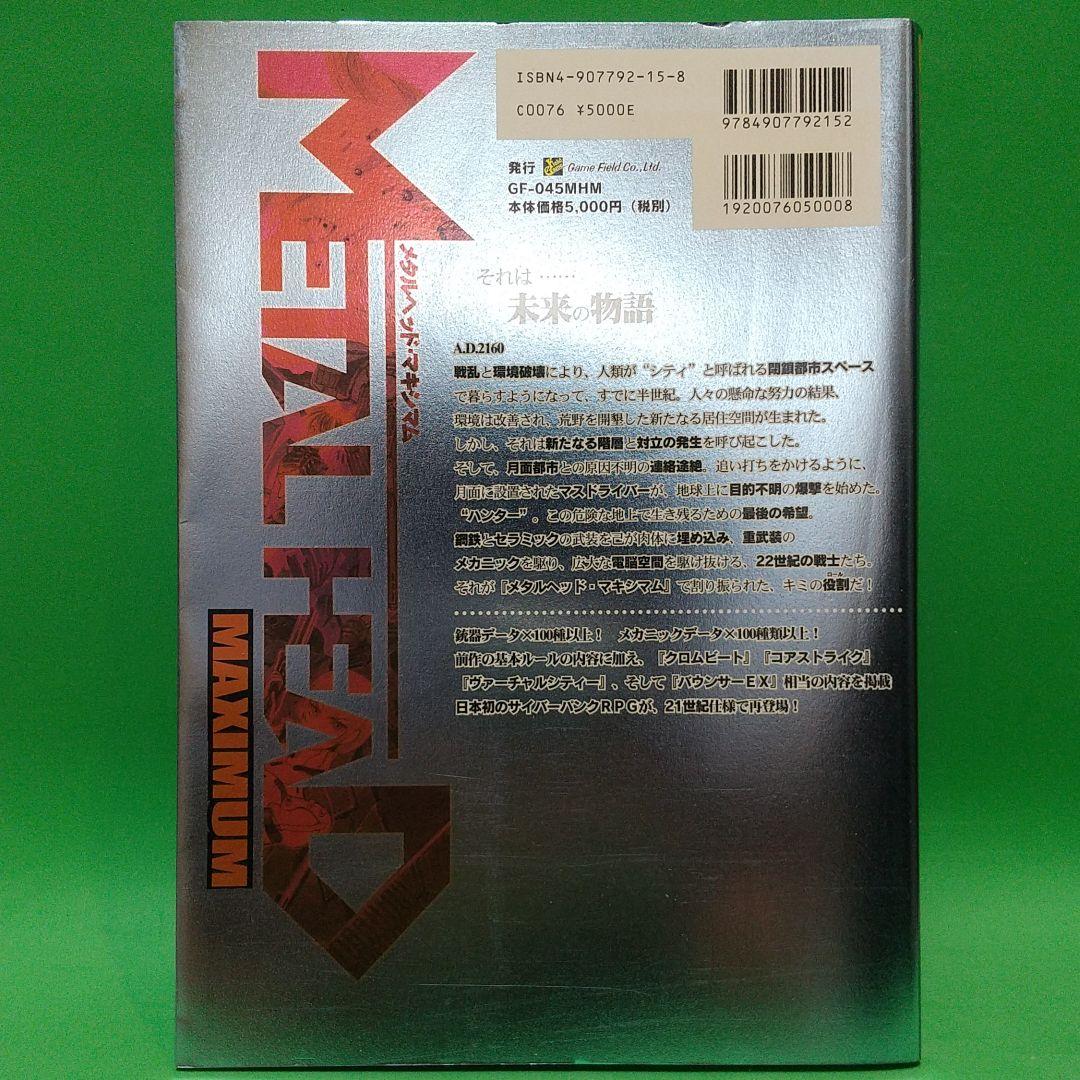 METAL HEAD
メタルヘッド・マキシマム
MAXIMUM
ISBN4-907792-15-8
C0076 ¥5000E
9784907792152
1920076050008
発行 Game Field Co.,Ltd.
GF-045MHM
本体価格5,000円（税別）
それは……
未来の物語
A.D.2160
戦乱と環境破壊により、人類が“シティ”と呼ばれる閉鎖都市スペース
で暮らすようになって、すでに半世紀。人々の懸命な努力の結果、
環境は改善され、荒野を開墾した新たなる居住空間が生まれた。
しかし、それは新たなる階層と対立の発生を呼び起こした。
そして、月面都市との原因不明の連絡途絶。追い打ちをかけるように、
月面に設置されたマスドライバーが、地球上に目的不明の爆撃を始めた。
“ハンター”。この危険な地上で生き残るための最後の希望。
鋼鉄とセラミックの武装を己が肉体に埋め込み、重武装の
メカニックを駆り、広大な電脳空間を駆け抜ける、22世紀の戦士たち。
それが『メタルヘッド・マキシマム』で割り振られた、キミの役割だ！
ロール
銃器データ×100種以上！ メカニックデータ×100種類以上！
前作の基本ルールの内容に加え、『クロムビート』『コアストライク』
『ヴァーチャルシティー』、そして『バウンサーEX』相当の内容を掲載
日本初のサイバーパンクRPGが、21世紀仕様で再登場！